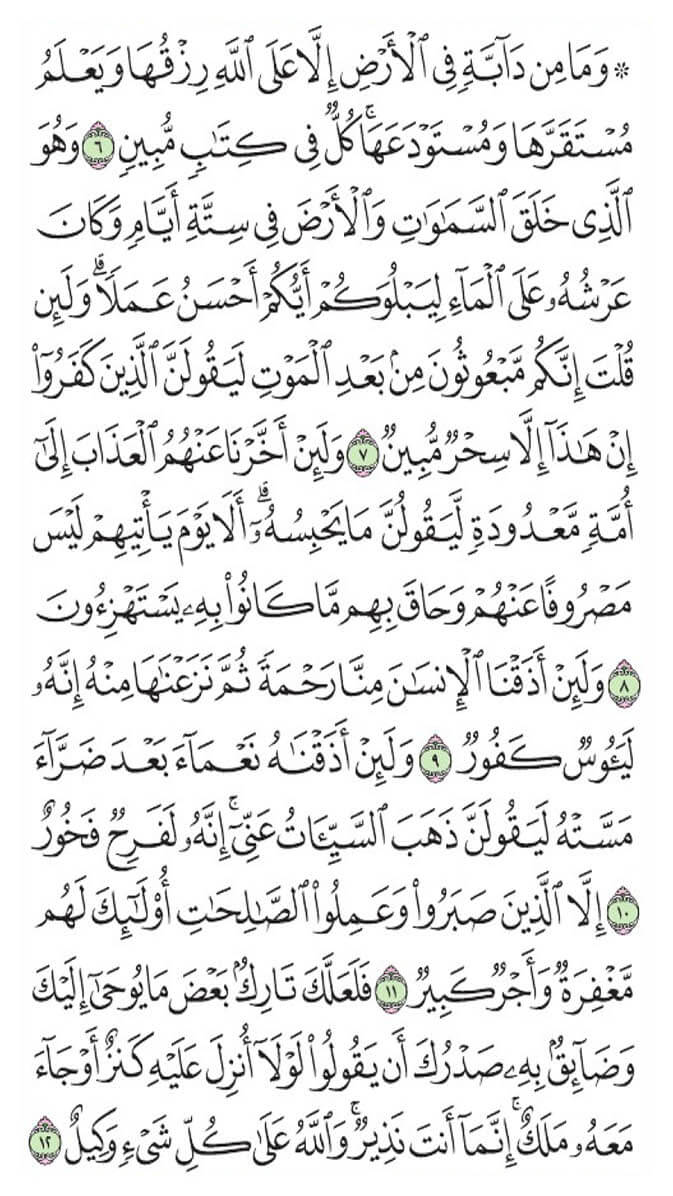 ۞ وَمَا مِن دَآبَّةٖ فِي ٱلۡأَرۡضِ إِلَّا عَلَى ٱللَّهِ رِزۡقُهَا وَيَعۡلَمُ
مُسۡتَقَرَّهَا وَمُسۡتَوۡدَعَهَاۚ كُلّٞ فِي كِتَٰبٖ مُّبِينٖ ٦ وَهُوَ
ٱلَّذِي خَلَقَ ٱلسَّمَٰوَٰتِ وَٱلۡأَرۡضَ فِي سِتَّةِ أَيَّامٖ وَكَانَ
عَرۡشُهُۥ عَلَى ٱلۡمَآءِ لِيَبۡلُوَكُمۡ أَيُّكُمۡ أَحۡسَنُ عَمَلٗاۗ وَلَئِن
قُلۡتَ إِنَّكُم مَّبۡعُوثُونَ مِنۢ بَعۡدِ ٱلۡمَوۡتِ لَيَقُولَنَّ ٱلَّذِينَ كَفَرُوٓاْ
إِنۡ هَٰذَآ إِلَّا سِحۡرٞ مُّبِينٞ ٧ وَلَئِنۡ أَخَّرۡنَا عَنۡهُمُ ٱلۡعَذَابَ إِلَىٰٓ
أُمَّةٖ مَّعۡدُودَةٖ لَّيَقُولُنَّ مَا يَحۡبِسُهُۥٓۗ أَلَا يَوۡمَ يَأۡتِيهِمۡ لَيۡسَ
مَصۡرُوفًا عَنۡهُمۡ وَحَاقَ بِهِم مَّا كَانُواْ بِهِۦ يَسۡتَهۡزِءُونَ
٨ وَلَئِنۡ أَذَقۡنَا ٱلۡإِنسَٰنَ مِنَّا رَحۡمَةٗ ثُمَّ نَزَعۡنَٰهَا مِنۡهُ إِنَّهُۥ
لَيَـُٔوسٞ كَفُورٞ ٩ وَلَئِنۡ أَذَقۡنَٰهُ نَعۡمَآءَ بَعۡدَ ضَرَّآءَ
مَسَّتۡهُ لَيَقُولَنَّ ذَهَبَ ٱلسَّيِّـَٔاتُ عَنِّيٓۚ إِنَّهُۥ لَفَرِحٞ فَخُورٌ
١٠ إِلَّا ٱلَّذِينَ صَبَرُواْ وَعَمِلُواْ ٱلصَّٰلِحَٰتِ أُوْلَٰٓئِكَ لَهُم
مَّغۡفِرَةٞ وَأَجۡرٞ كَبِيرٞ ١١ فَلَعَلَّكَ تَارِكُۢ بَعۡضَ مَا يُوحَىٰٓ إِلَيۡكَ
وَضَآئِقُۢ بِهِۦ صَدۡرُكَ أَن يَقُولُواْ لَوۡلَآ أُنزِلَ عَلَيۡهِ كَنزٌ أَوۡ جَآءَ
مَعَهُۥ مَلَكٌۚ إِنَّمَآ أَنتَ نَذِيرٞۚ وَٱللَّهُ عَلَىٰ كُلِّ شَيۡءٖ وَكِيلٌ ١٢